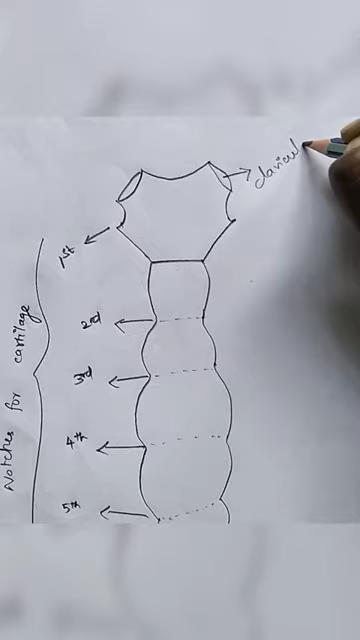 clavicul
1st
2nd
3rd
4th
5th
Notches for cartilage